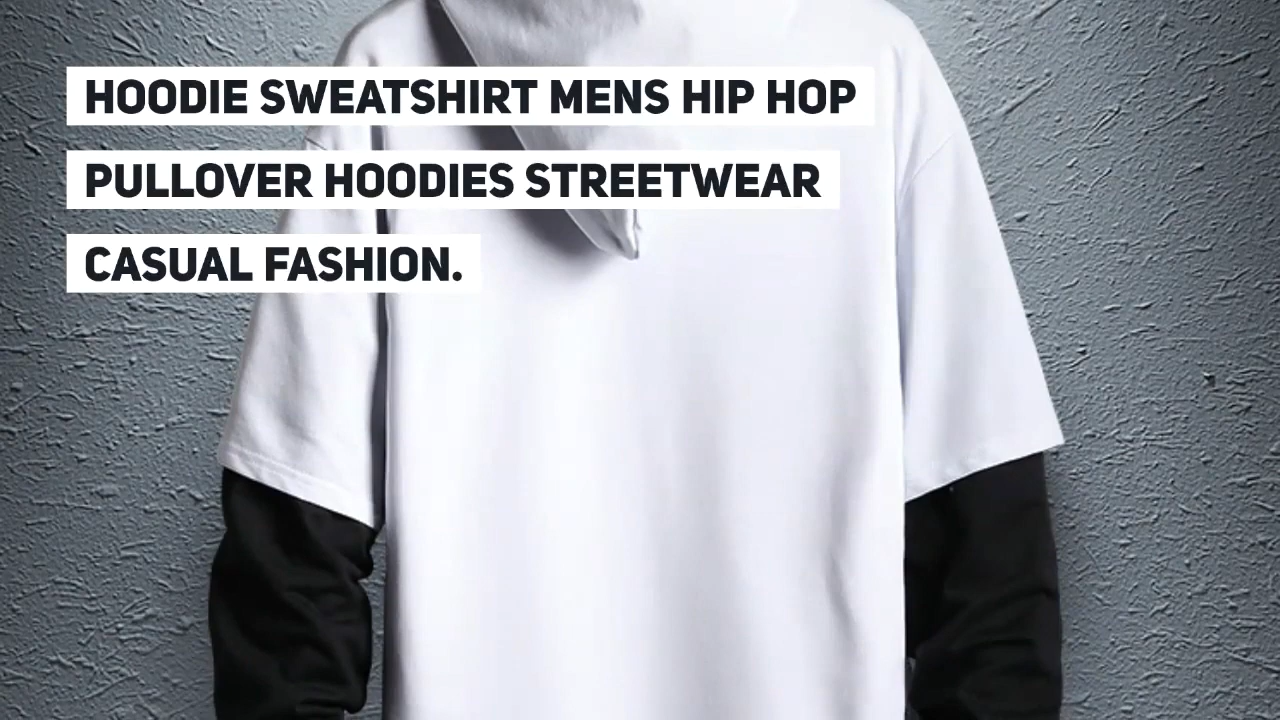 HOODIE SWEATSHIRT MENS HIP HOP
PULLOVER HOODIES STREETWEAR
CASUAL FASHION.